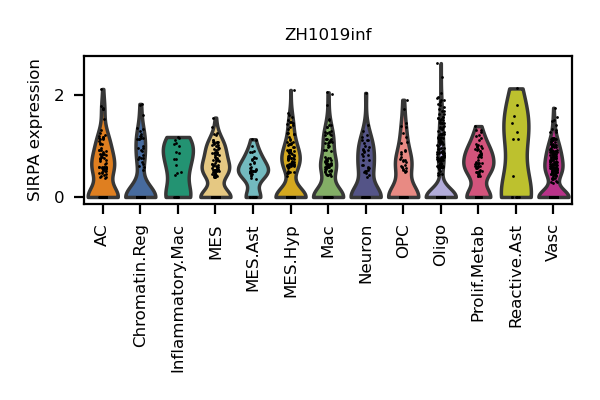 ZH1019inf
SIRPA expression
2
0
AC
Chromatin.Reg
Inflammatory.Mac
MES
MES.Ast
MES.Hyp
Mac
Neuron
OPC
Oligo
Prolif.Metab
Reactive.Ast
Vasc